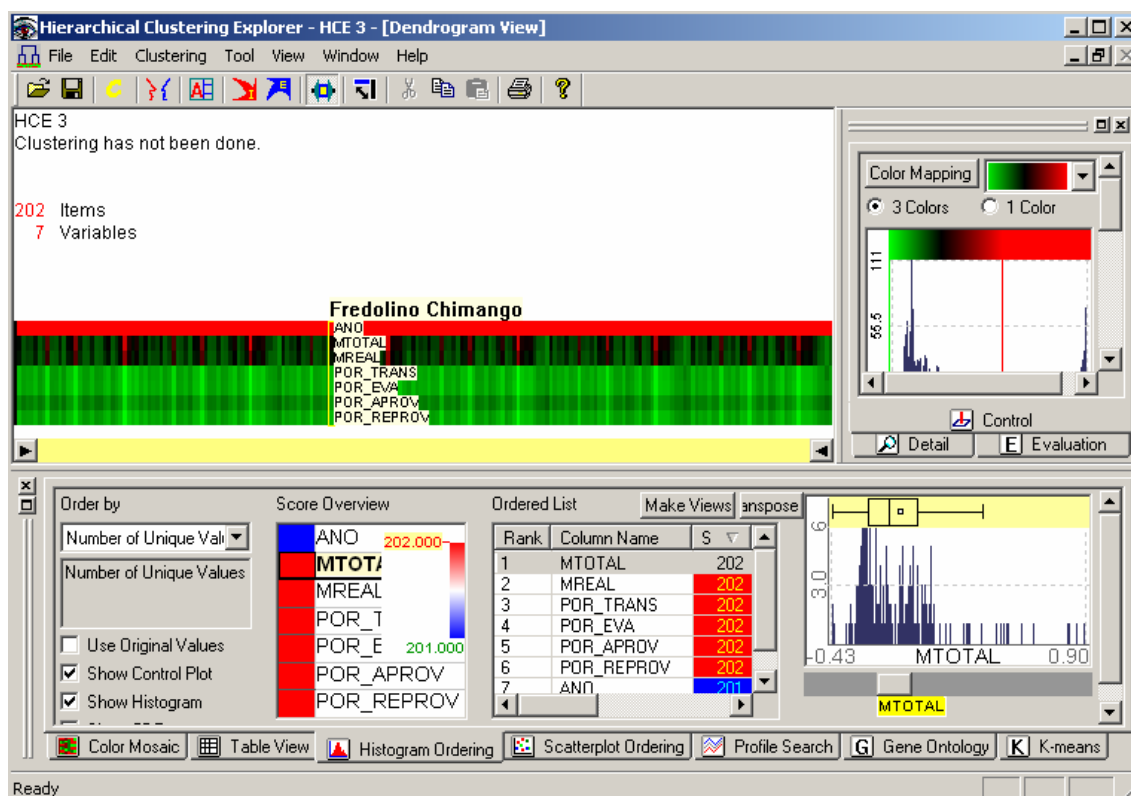 Hierarchical Clustering Explorer - HCE 3 - [Dendrogram View]
File Edit Clustering Tool View Window Help
HCE 3
Clustering has not been done.
202 Items
7 Variables
Fredolino Chimango
ANO
MTOTAL
MREAL
POR_TRANS
POR_EVA
POR_APROV
POR_REPROV
Color Mapping
3 Colors 1 Color
111
55.5
Control
Detail E Evaluation
Order by
Number of Unique Valu
Number of Unique Values
Use Original Values
Show Control Plot
Show Histogram
Score Overview
ANO 202.000
MTOTA
MREAL
POR_T
POR_E 201.000
POR_APROV
POR_REPROV
Ordered List Make Views anspose
Rank Column Name S
1 MTOTAL 202
2 MREAL 202
3 POR_TRANS 202
4 POR_EVA 202
5 POR_APROV 202
6 POR_REPROV 202
7 ANO 201
6
3.0
-0.43 MTOTAL 0.90
MTOTAL
Color Mosaic Table View Histogram Ordering Scatterplot Ordering Profile Search G Gene Ontology K K-means
Ready